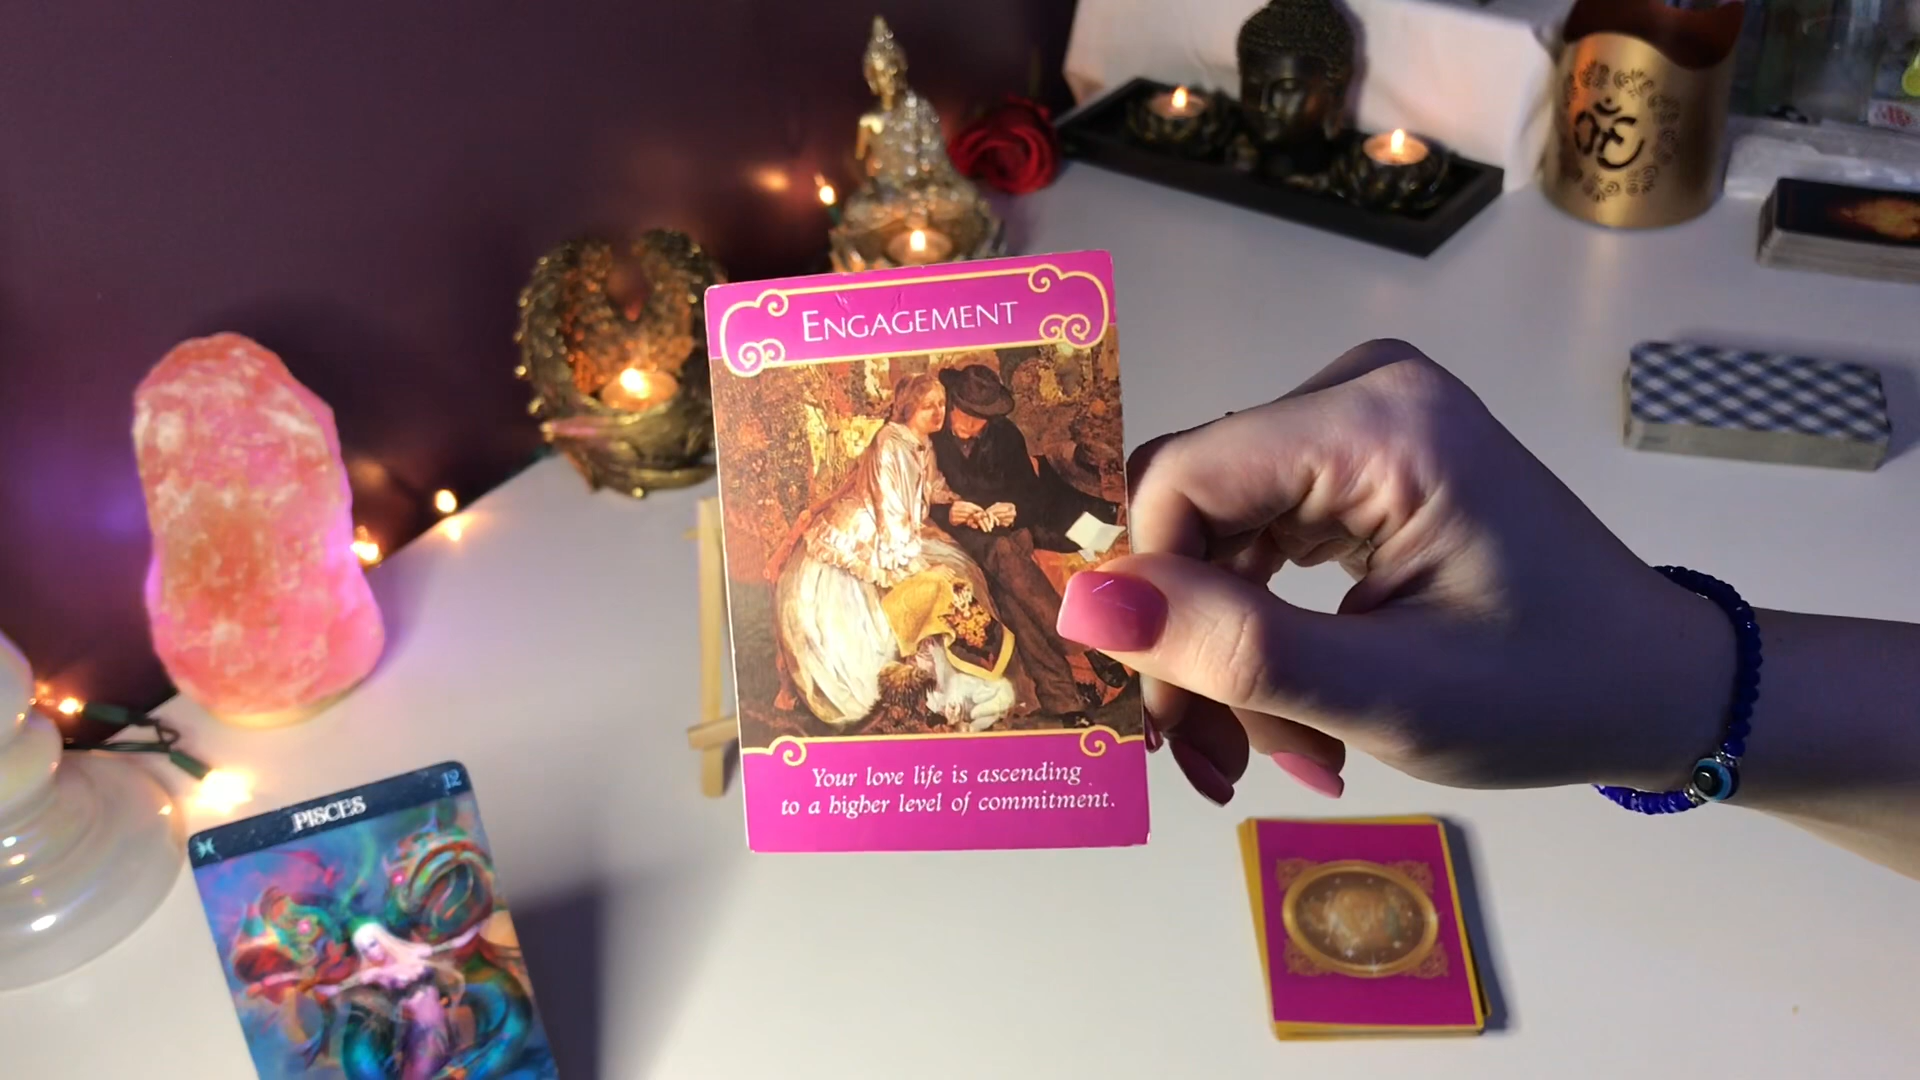 ENGAGEMENT
Your love life is ascending
to a higher level of commitment.
PISCES
12